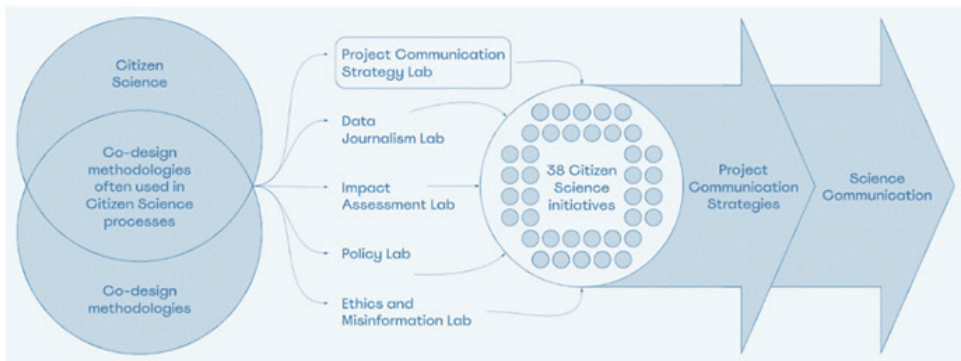 Citizen
Science
Co-design
methodologies
often used in
Citizen Science
processes
Co-design
methodologies
Project Communication
Strategy Lab
Data
Journalism Lab
Impact
Assessment Lab
Policy Lab
Ethics and
Misinformation Lab
38 Citizen
Science
initiatives
Project
Communication
Strategies
Science
Communication